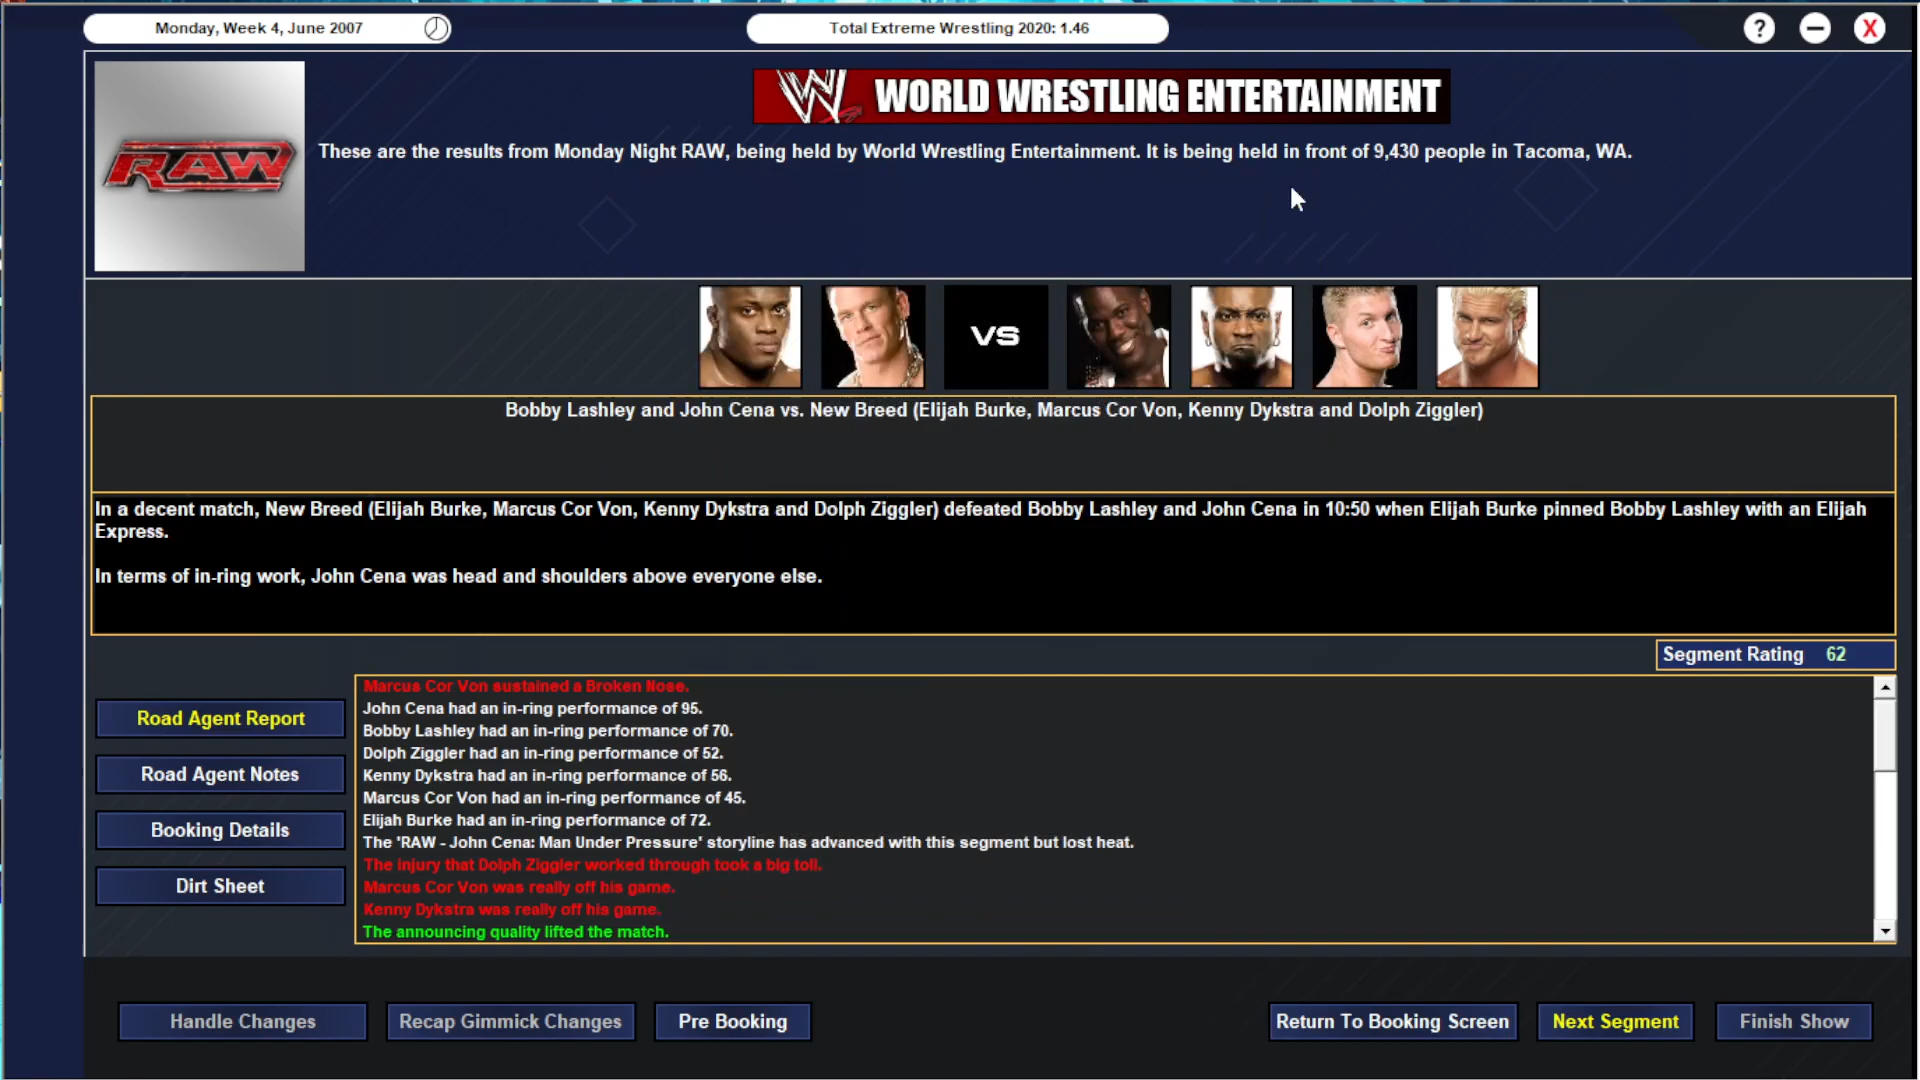 Monday, Week 4, June 2007
Total Extreme Wrestling 2020: 1.46
?
X
RAW
W WORLD WRESTLING ENTERTAINMENT
These are the results from Monday Night RAW, being held by World Wrestling Entertainment. It is being held in front of 9,430 people in Tacoma, WA.
VS
Bobby Lashley and John Cena vs. New Breed (Elijah Burke, Marcus Cor Von, Kenny Dykstra and Dolph Ziggler)
In a decent match, New Breed (Elijah Burke, Marcus Cor Von, Kenny Dykstra and Dolph Ziggler) defeated Bobby Lashley and John Cena in 10:50 when Elijah Burke pinned Bobby Lashley with an Elijah
Express.
In terms of in-ring work, John Cena was head and shoulders above everyone else.
Segment Rating 62
Marcus Cor Von sustained a Broken Nose.
John Cena had an in-ring performance of 95.
Bobby Lashley had an in-ring performance of 70.
Dolph Ziggler had an in-ring performance of 52.
Kenny Dykstra had an in-ring performance of 56.
Marcus Cor Von had an in-ring performance of 45.
Elijah Burke had an in-ring performance of 72.
The 'RAW - John Cena: Man Under Pressure' storyline has advanced with this segment but lost heat.
The injury that Dolph Ziggler worked through took a big toll.
Marcus Cor Von was really off his game.
Kenny Dykstra was really off his game.
The announcing quality lifted the match.
Road Agent Report
Road Agent Notes
Booking Details
Dirt Sheet
Handle Changes
Recap Gimmick Changes
Pre Booking
Return To Booking Screen
Next Segment
Finish Show